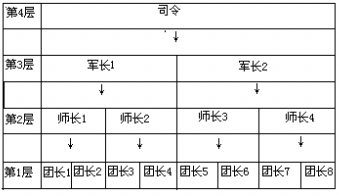 第4层 司令
↓
第3层 军长1 军长2
↓ ↓
第2层 师长1 师长2 师长3 师长4
↓ ↓ ↓ ↓
第1层 团长1 团长2 团长3 团长4 团长5 团长6 团长7 团长8